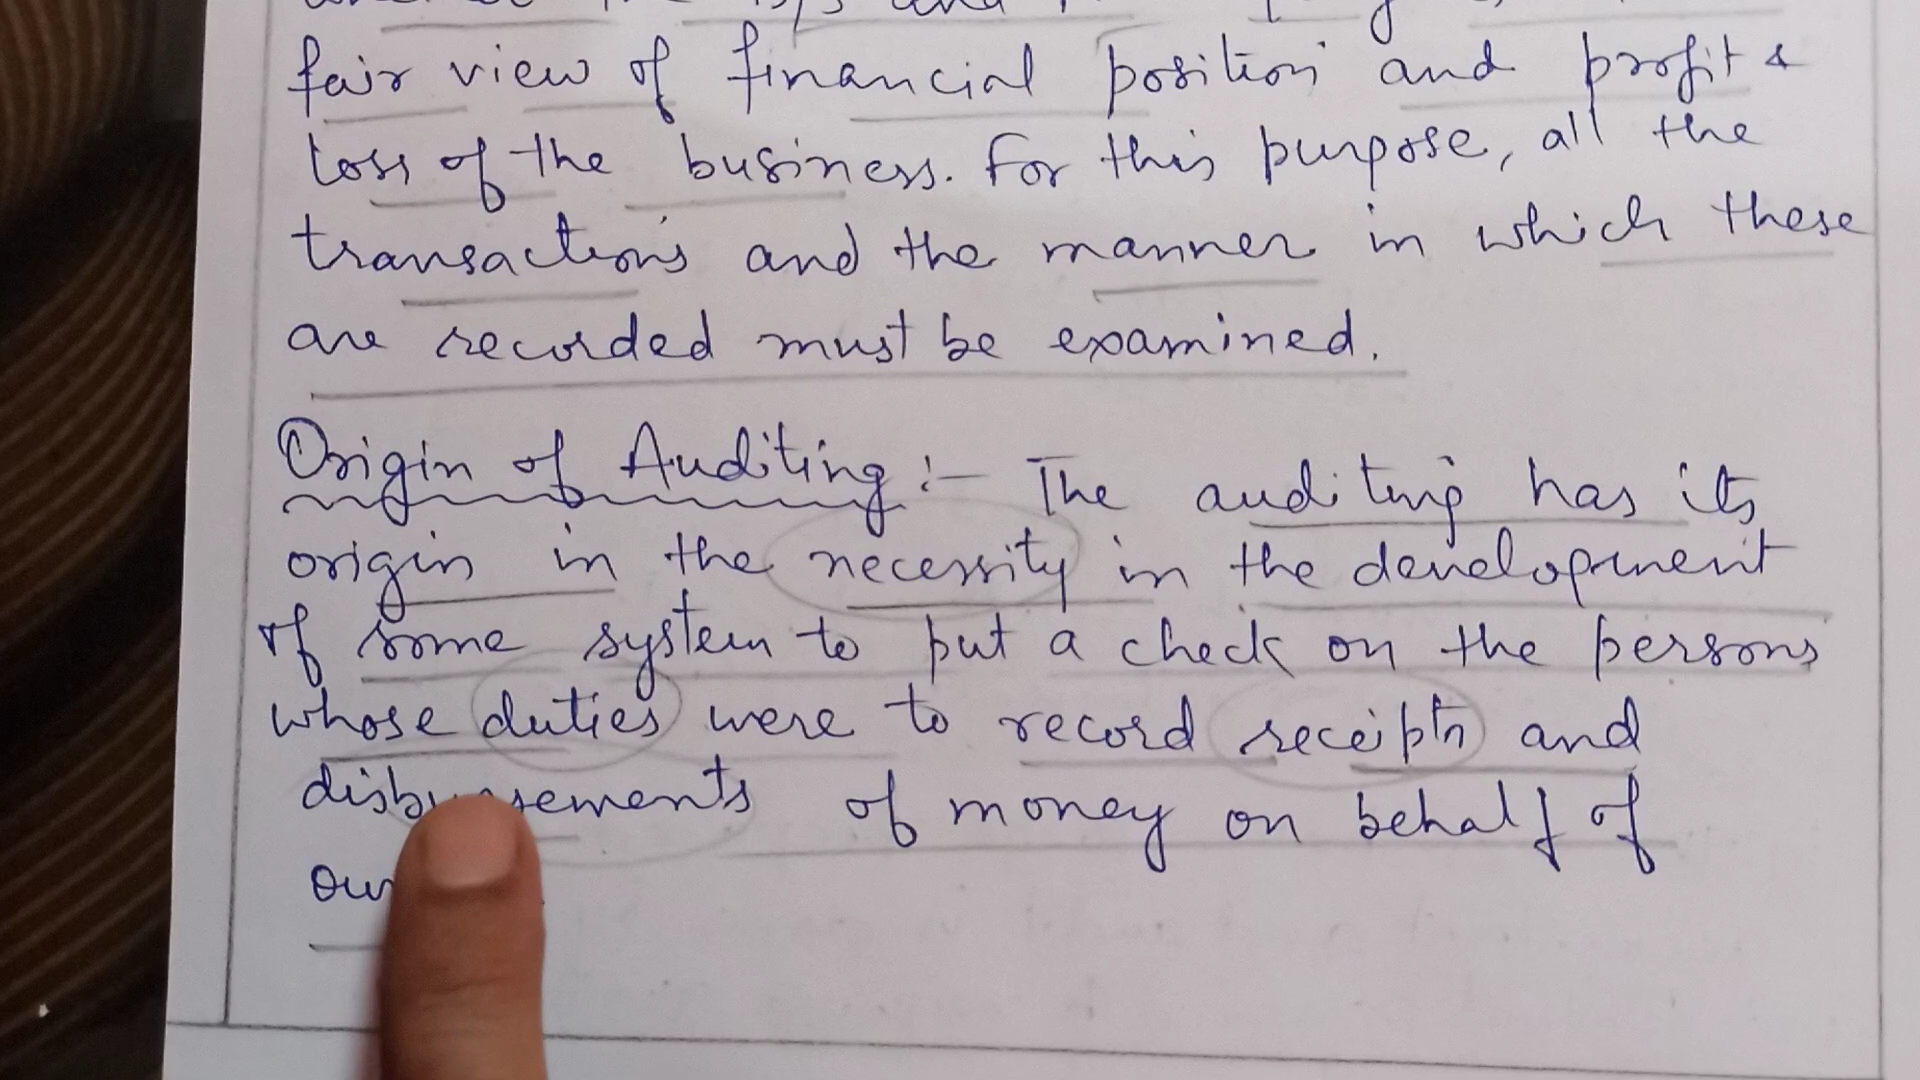 fair view of financial position and profit &
loss of the business. For this purpose, all the
transactions and the manner in which these
are recorded must be examined.
Origin of Auditing :- The auditing has its
origin in the necessity in the development
of some system to put a check on the persons
whose duties were to record receipts and
disbursements of money on behalf of